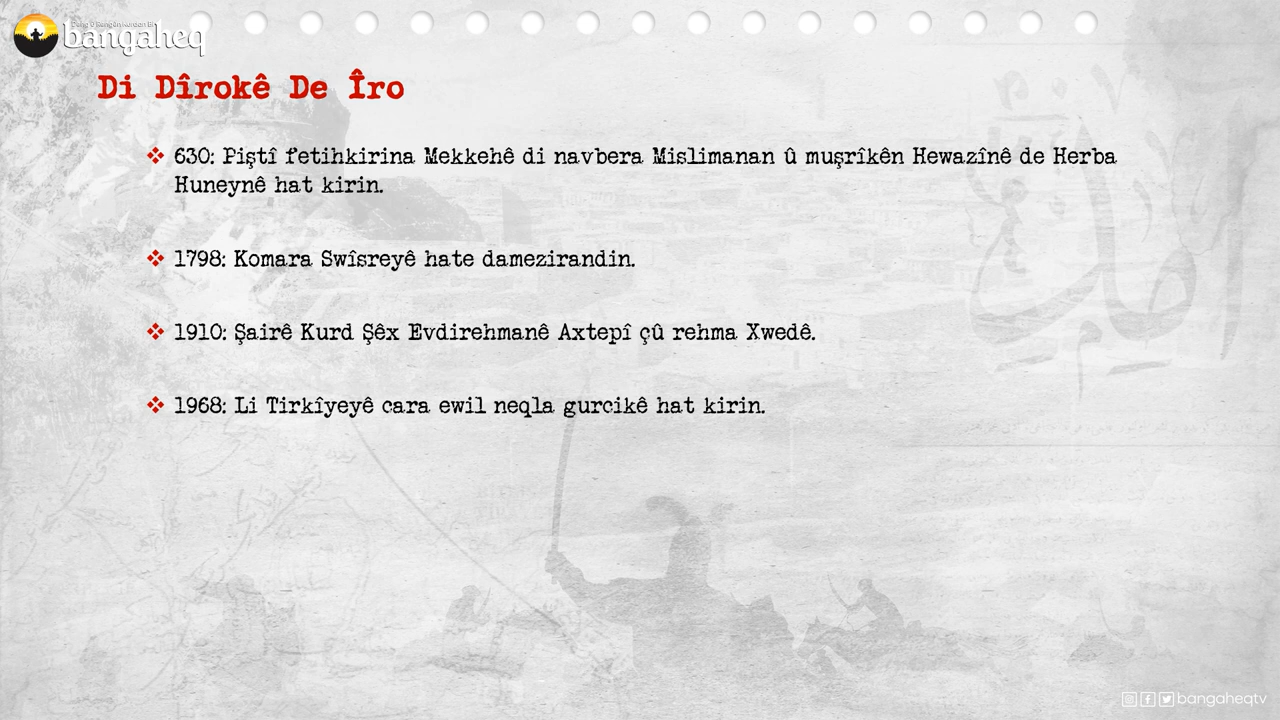 bangaheq
Di Dîrokê De Îro
630: Piştî fetihkirina Mekkehê di navbera Mislimanan û muşrîkên Hewazînê de Herba
Huneynê hat kirin.
1798: Komara Swîsreyê hate damezirandin.
1910: Şairê Kurd Şêx Evdirehmanê Axtepî çû rehma Xwedê.
1968: Li Tirkîyeyê cara ewil neqla gurcikê hat kirin.
bangaheqtv